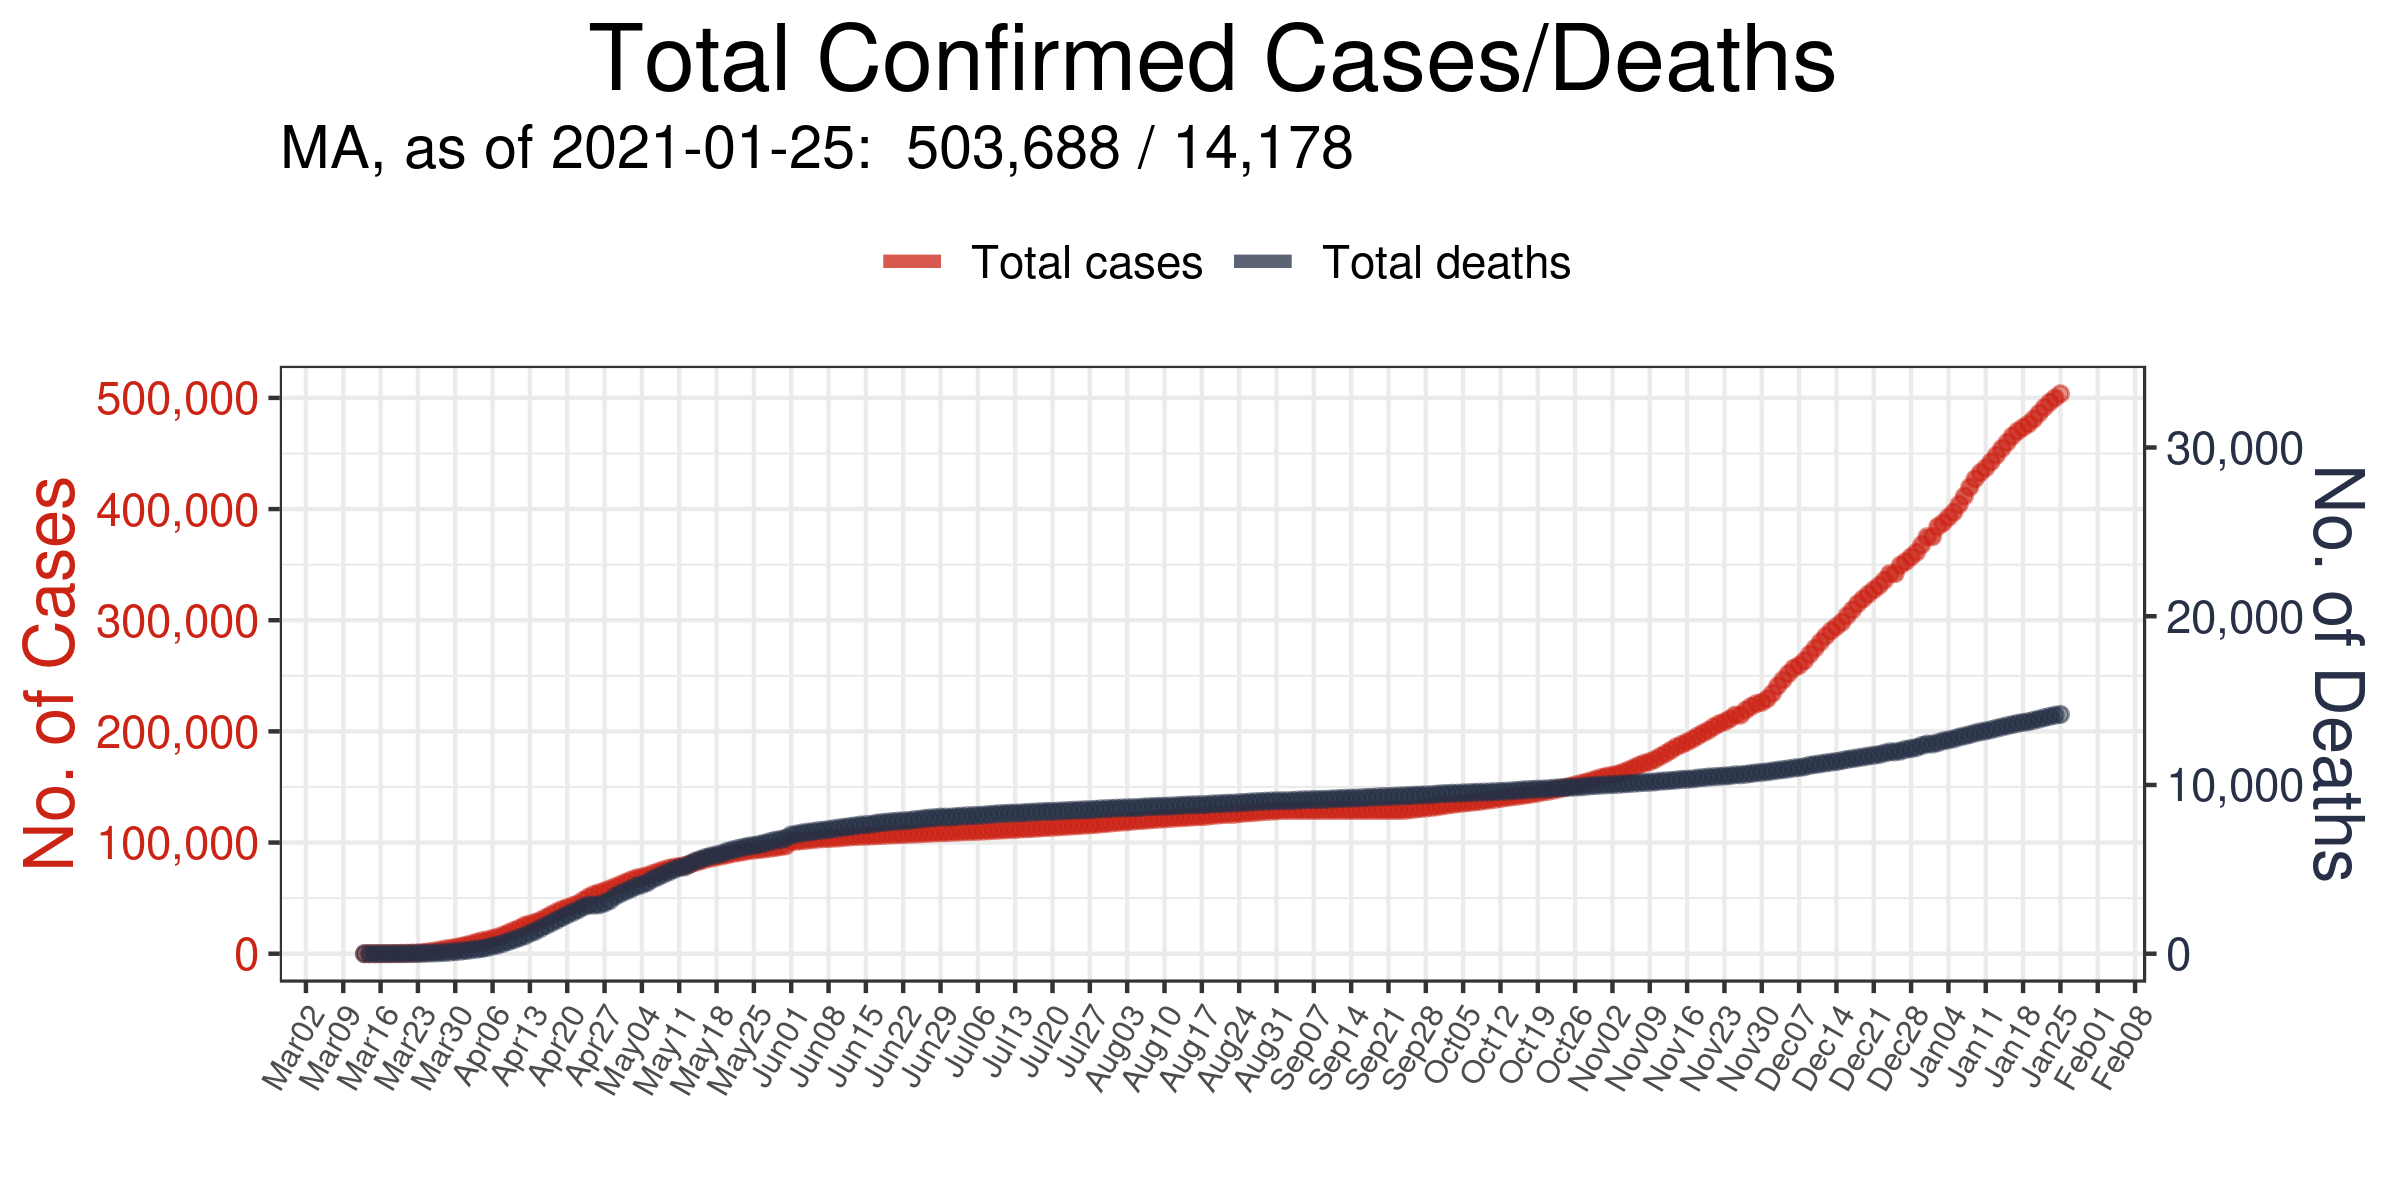 Total Confirmed Cases/Deaths
MA, as of 2021-01-25:  503,688 / 14,178
Total cases
Total deaths
No. of Cases
500,000
400,000
300,000
200,000
100,000
0
30,000
20,000
10,000
0
No. of Deaths
Mar02
Mar09
Mar16
Mar23
Mar30
Apr06
Apr13
Apr20
Apr27
May04
May11
May18
May25
Jun01
Jun08
Jun15
Jun22
Jun29
Jul06
Jul13
Jul20
Jul27
Aug03
Aug10
Aug17
Aug24
Aug31
Sep07
Sep14
Sep21
Sep28
Oct05
Oct12
Oct19
Oct26
Nov02
Nov09
Nov16
Nov23
Nov30
Dec07
Dec14
Dec21
Dec28
Jan04
Jan11
Jan18
Jan25
Feb01
Feb08